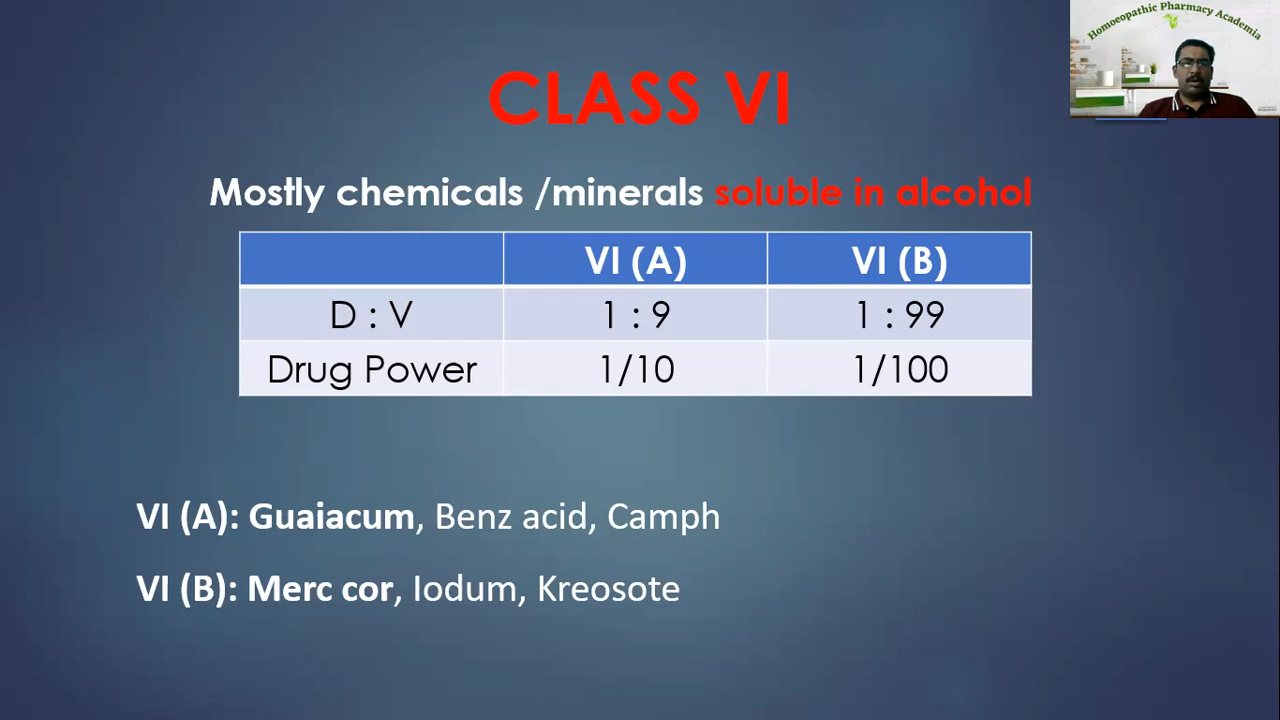 Homoeopathic Pharmacy Academia
CLASS VI
Mostly chemicals /minerals soluble in alcohol
VI (A) VI (B)
D : V 1 : 9 1 : 99
Drug Power 1/10 1/100
VI (A): Guaiacum, Benz acid, Camph
VI (B): Merc cor, Iodum, Kreosote